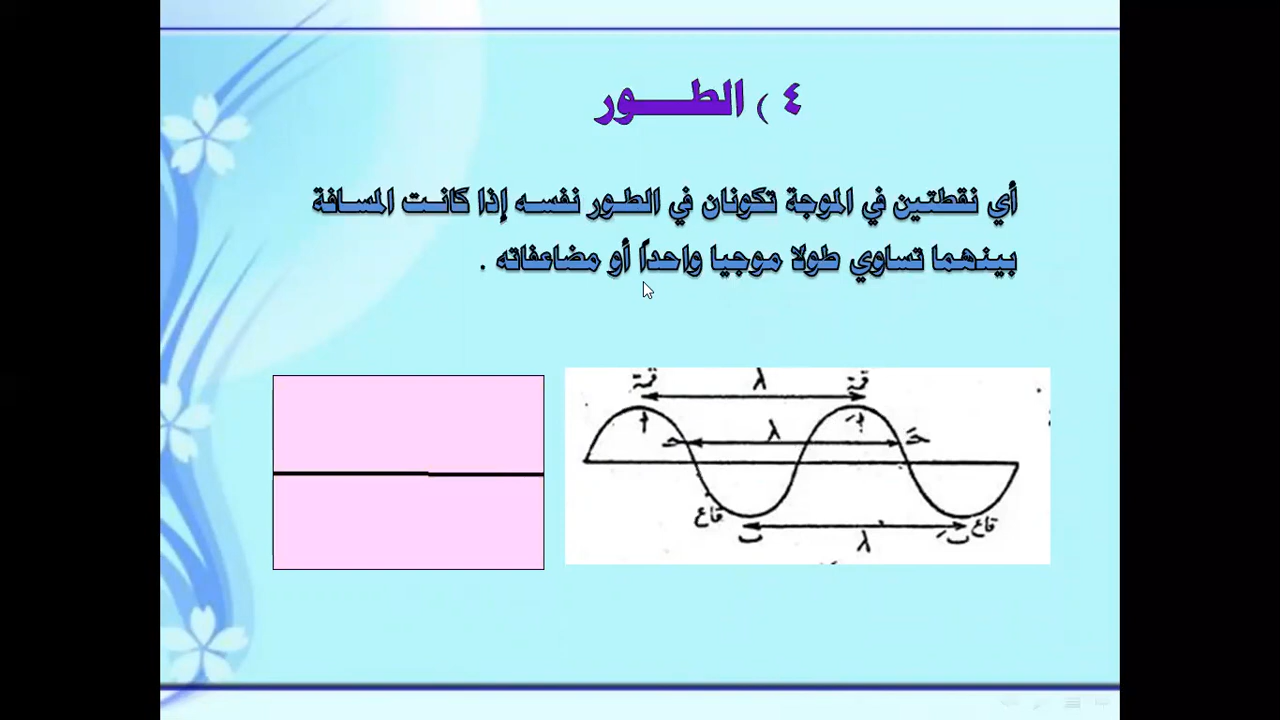 ٤ ) الطـــور
أي نقطتين في الموجة تكونان في الطـور نفسـه إذا كانـت المسـافة
بينهما تساوي طولا موجيا واحداً أو مضاعفاته .
قمة λ قمة
أ أَ
حـ λ حـَ
قاع قاع
ب λ بَ